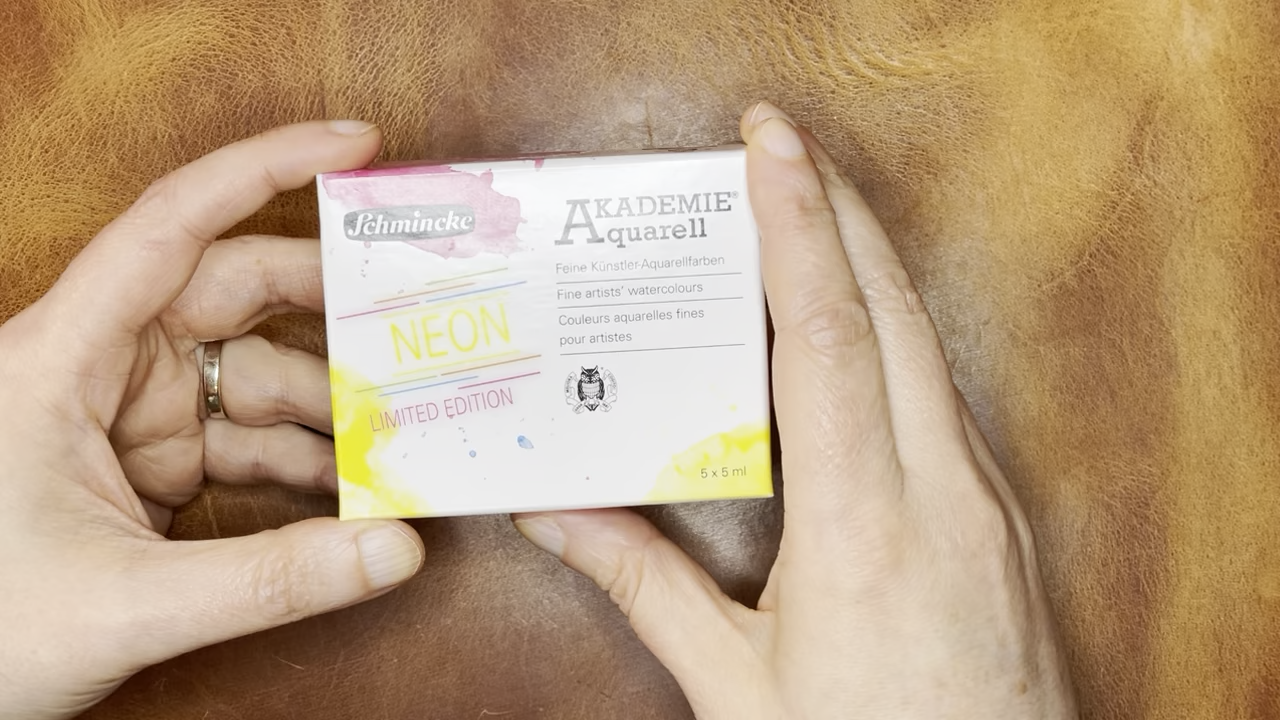 Schmincke
NEON
LIMITED EDITION
AKADEMIE®
Aquarell
Feine Künstler-Aquarellfarben
Fine artists' watercolours
Couleurs aquarelles fines
pour artistes
5 x 5 ml